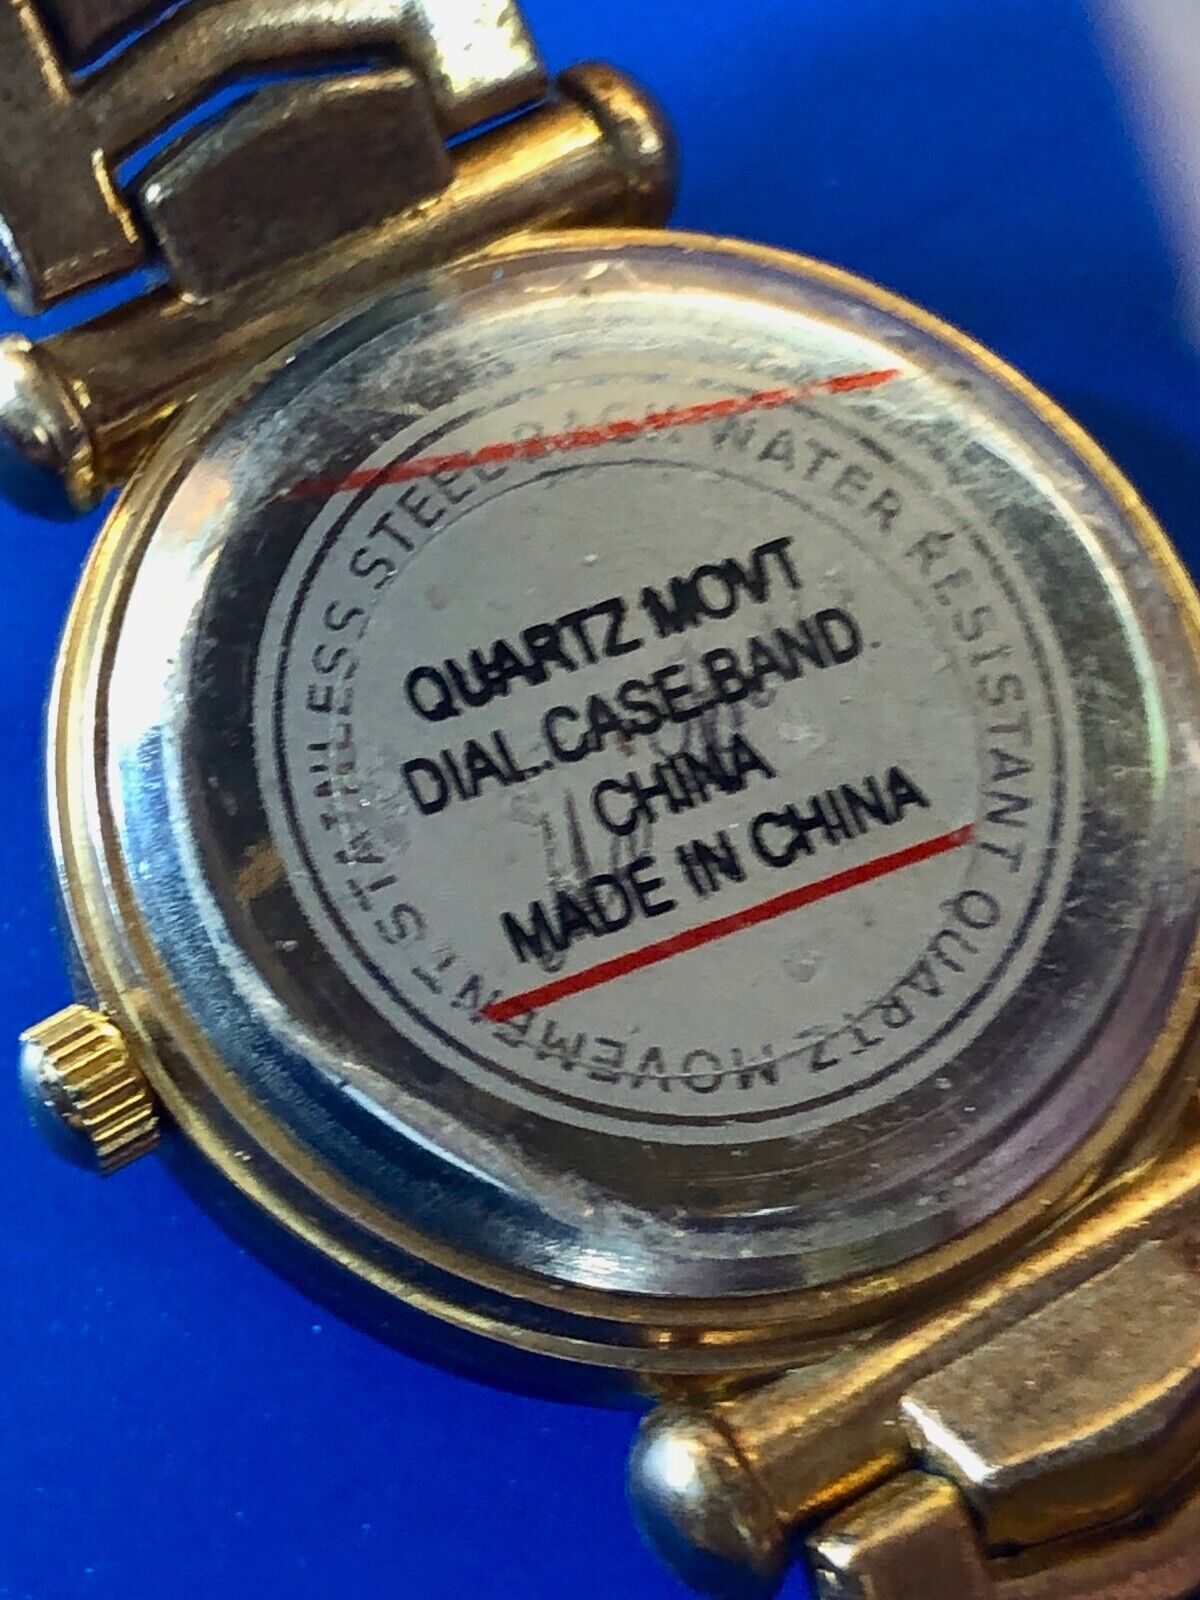 QUARTZ MOVT
DIAL.CASE.BAND.
CHINA
MADE IN CHINA
STAINLESS STEEL BACK WATER RESISTANT QUARTZ MOVEMENT